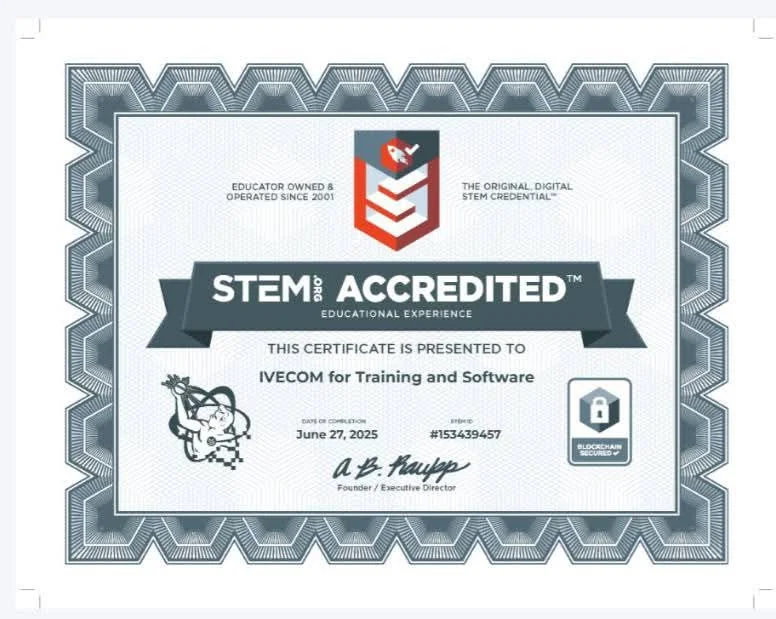 EDUCATOR OWNED &
OPERATED SINCE 2001
THE ORIGINAL, DIGITAL
STEM CREDENTIAL™
STEM.ORG ACCREDITED™
EDUCATIONAL EXPERIENCE
THIS CERTIFICATE IS PRESENTED TO
IVECOM for Training and Software
DATE OF COMPLETION
STEM ID
June 27, 2025
#153439457
A. B. Raupp
Founder / Executive Director
BLOCKCHAIN
SECURED